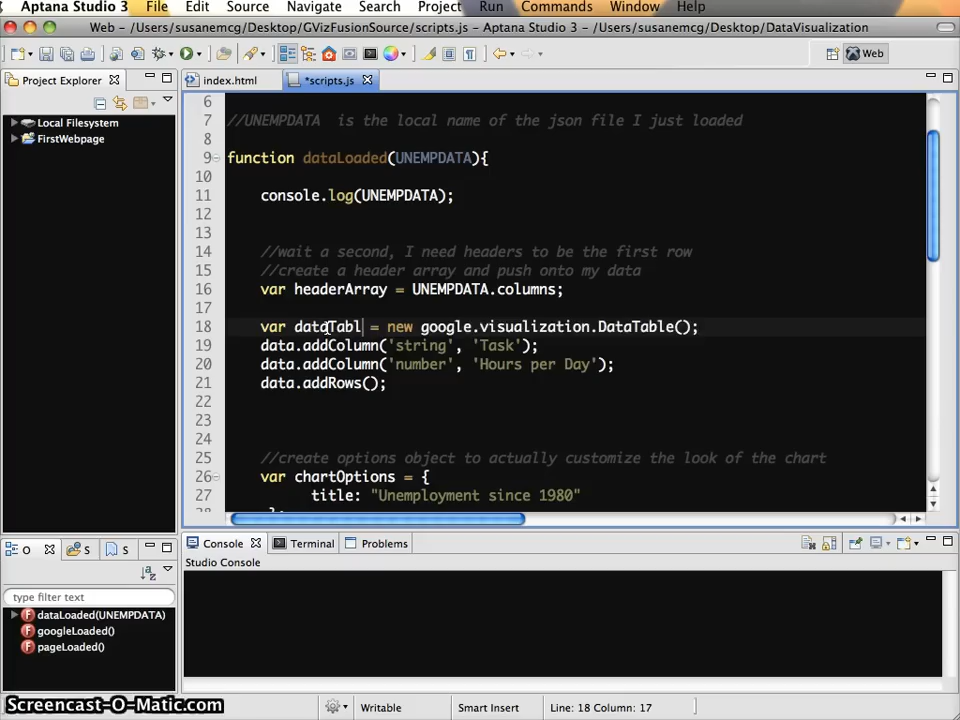 Aptana Studio 3 File Edit Source Navigate Search Project Run Commands Window Help
Web - /Users/susanemcg/Desktop/GVizFusionSource/scripts.js - Aptana Studio 3 - /Users/susanemcg/Desktop/DataVisualization
Web
Project Explorer
index.html
*scripts.js
Local Filesystem
FirstWebpage
6
7 //UNEMPDATA is the local name of the json file I just loaded
8
9 function dataLoaded(UNEMPDATA){
10
11 console.log(UNEMPDATA);
12
13
14 //wait a second, I need headers to be the first row
15 //create a header array and push onto my data
16 var headerArray = UNEMPDATA.columns;
17
18 var dataTabl = new google.visualization.DataTable();
19 data.addColumn('string', 'Task');
20 data.addColumn('number', 'Hours per Day');
21 data.addRows();
22
23
24
25 //create options object to actually customize the look of the chart
26 var chartOptions = {
27 title: "Unemployment since 1980"
28 };
O
S
S
type filter text
dataLoaded(UNEMPDATA)
googleLoaded()
pageLoaded()
Console
Terminal
Problems
Studio Console
Screencast-O-Matic.com
Writable
Smart Insert
Line: 18 Column: 17